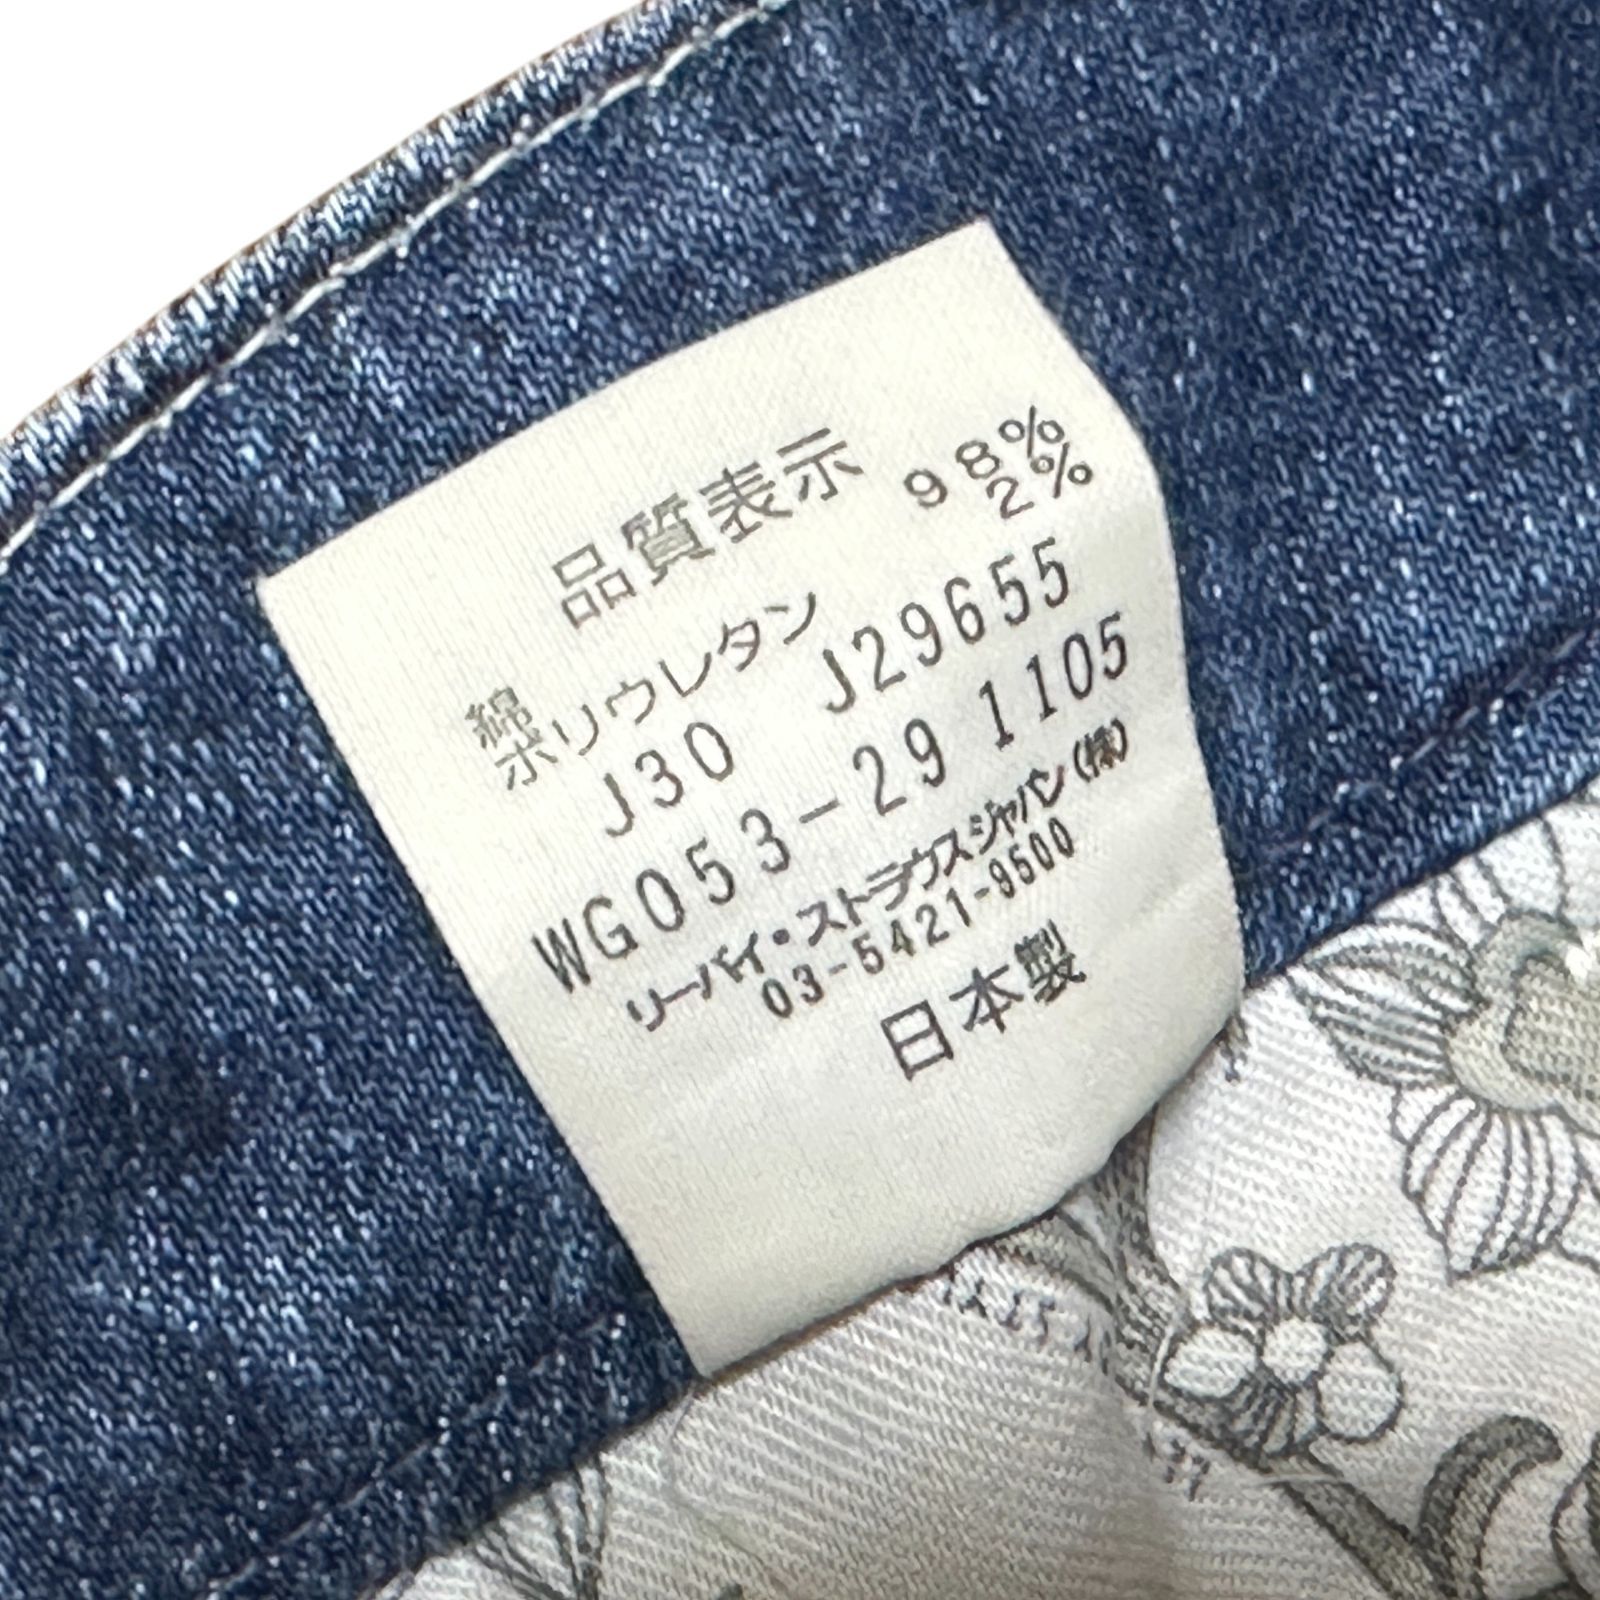 品質表示
綿 98%
ポリウレタン 2%
J30 J29655
WG053-29 1105
リーバイ・ストラウスジャパン(株)
03-5421-9500
日本製